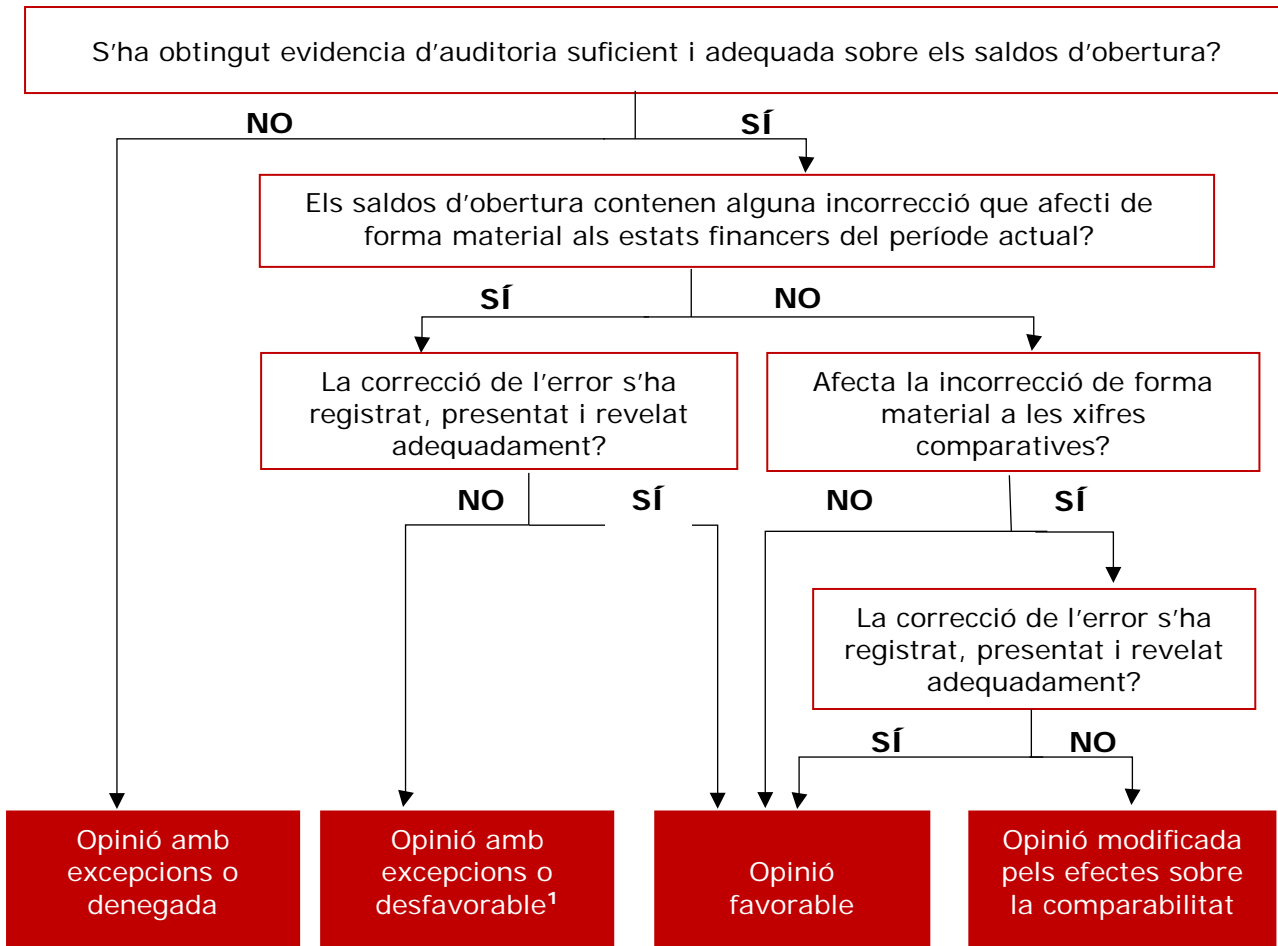 S'ha obtingut evidencia d'auditoria suficient i adequada sobre els saldos d'obertura?
NO
SÍ
Els saldos d'obertura contenen alguna incorrecció que afecti de
forma material als estats financers del període actual?
SÍ
NO
La correcció de l'error s'ha
registrat, presentat i revelat
adequadament?
Afecta la incorrecció de forma
material a les xifres
comparatives?
NO
SÍ
NO
SÍ
La correcció de l'error s'ha
registrat, presentat i revelat
adequadament?
SÍ
NO
Opinió amb
excepcions o
denegada
Opinió amb
excepcions o
desfavorable¹
Opinió
favorable
Opinió modificada
pels efectes sobre
la comparabilitat